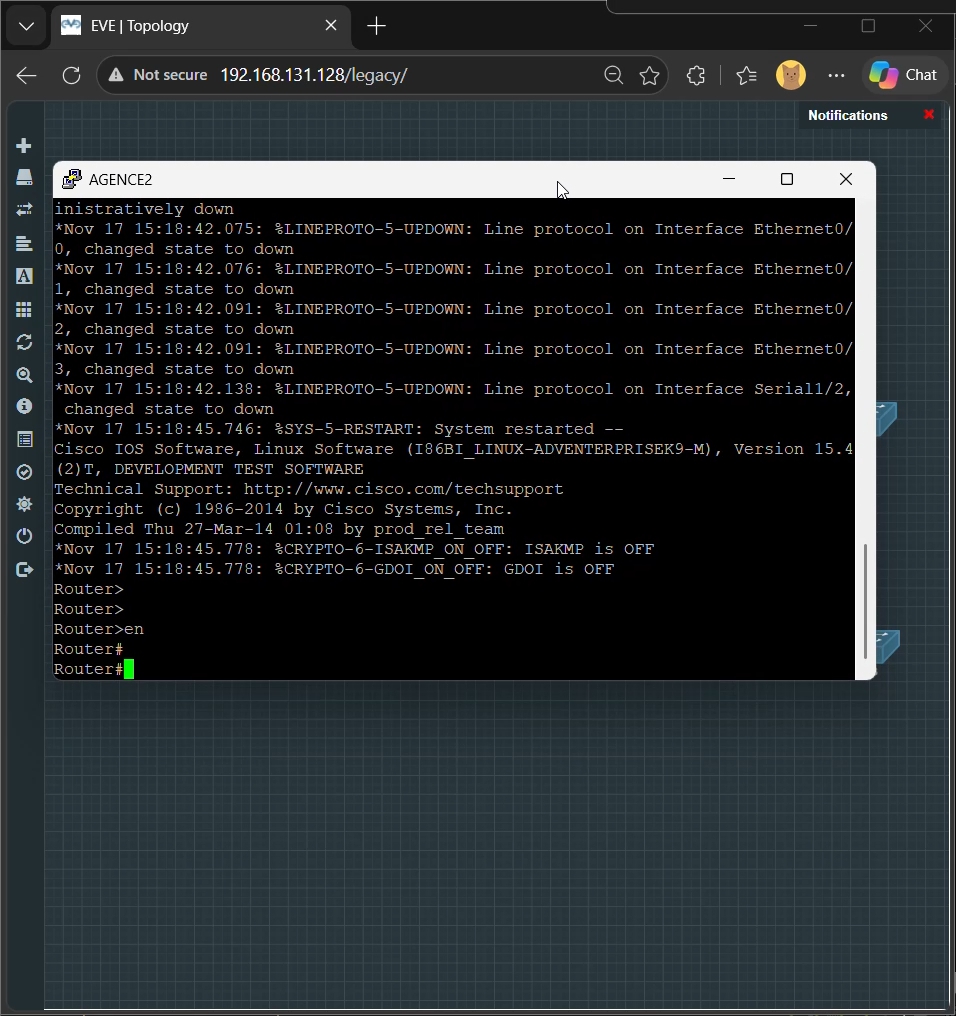 EVE | Topology
Not secure 192.168.131.128/legacy/
Chat
Notifications
AGENCE2
inistratively down
*Nov 17 15:18:42.075: %LINEPROTO-5-UPDOWN: Line protocol on Interface Ethernet0/
0, changed state to down
*Nov 17 15:18:42.076: %LINEPROTO-5-UPDOWN: Line protocol on Interface Ethernet0/
1, changed state to down
*Nov 17 15:18:42.091: %LINEPROTO-5-UPDOWN: Line protocol on Interface Ethernet0/
2, changed state to down
*Nov 17 15:18:42.091: %LINEPROTO-5-UPDOWN: Line protocol on Interface Ethernet0/
3, changed state to down
*Nov 17 15:18:42.138: %LINEPROTO-5-UPDOWN: Line protocol on Interface Serial1/2,
 changed state to down
*Nov 17 15:18:45.746: %SYS-5-RESTART: System restarted --
Cisco IOS Software, Linux Software (I86BI_LINUX-ADVENTERPRISEK9-M), Version 15.4
(2)T, DEVELOPMENT TEST SOFTWARE
Technical Support: http://www.cisco.com/techsupport
Copyright (c) 1986-2014 by Cisco Systems, Inc.
Compiled Thu 27-Mar-14 01:08 by prod_rel_team
*Nov 17 15:18:45.778: %CRYPTO-6-ISAKMP_ON_OFF: ISAKMP is OFF
*Nov 17 15:18:45.778: %CRYPTO-6-GDOI_ON_OFF: GDOI is OFF
Router>
Router>
Router>en
Router#
Router#